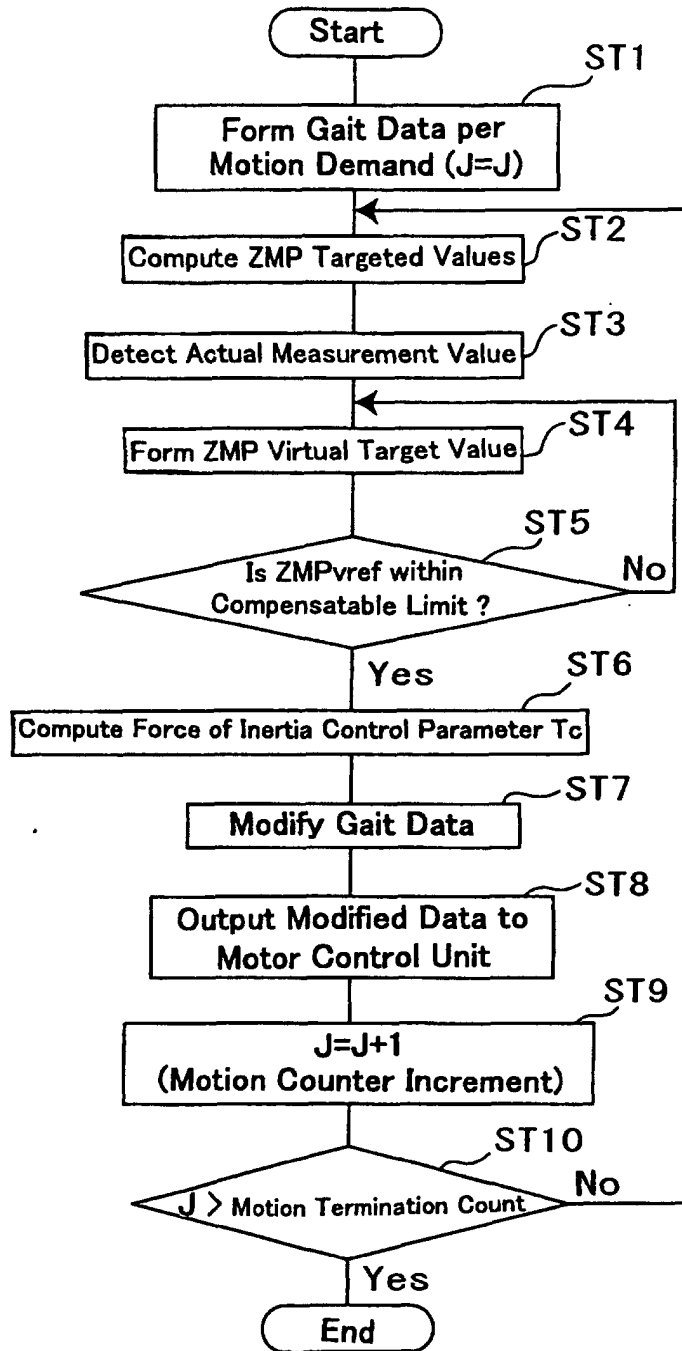 Start
ST1
Form Gait Data per
Motion Demand (J=J)
ST2
Compute ZMP Targeted Values
ST3
Detect Actual Measurement Value
ST4
Form ZMP Virtual Target Value
ST5
Is ZMPvref within
Compensatable Limit ?
No
Yes
ST6
Compute Force of Inertia Control Parameter Tc
ST7
Modify Gait Data
ST8
Output Modified Data to
Motor Control Unit
ST9
J=J+1
(Motion Counter Increment)
ST10
J > Motion Termination Count
No
Yes
End